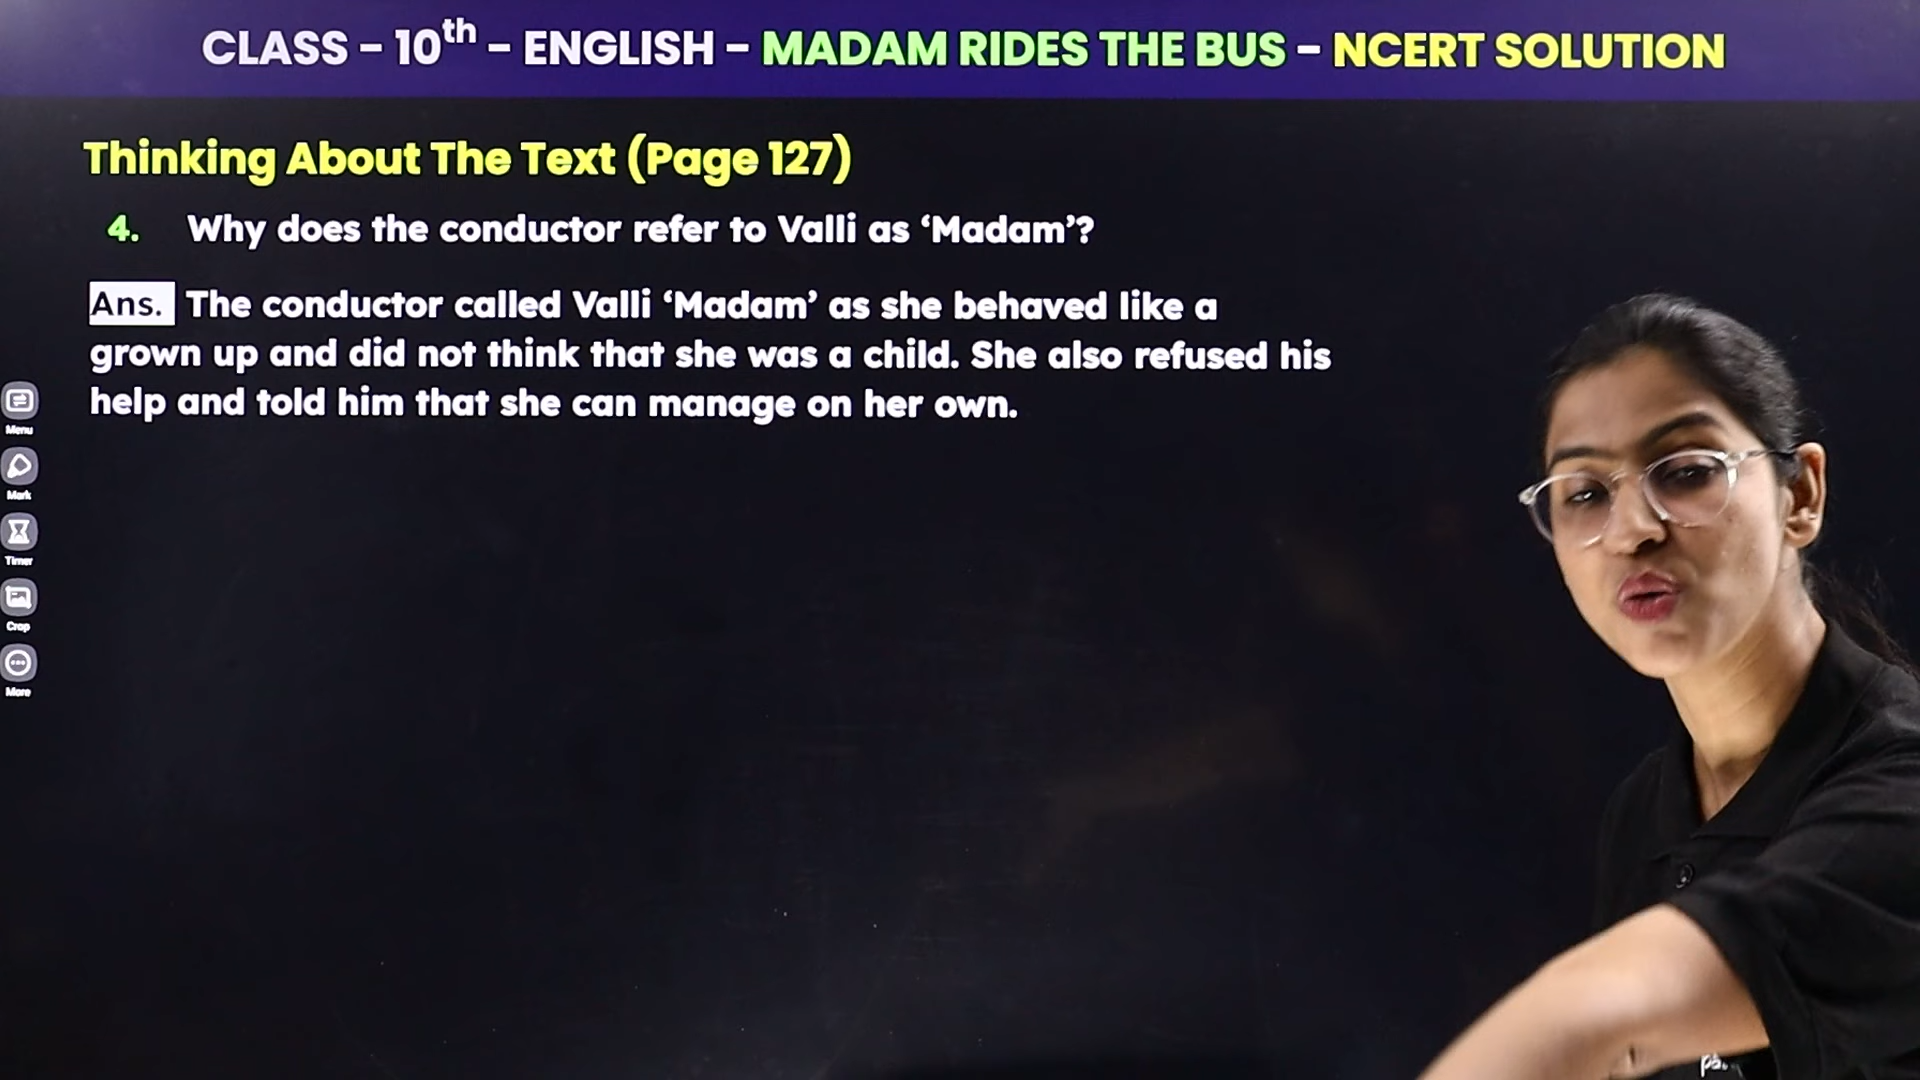 CLASS – 10th – ENGLISH – MADAM RIDES THE BUS – NCERT SOLUTION
Thinking About The Text (Page 127)
4. Why does the conductor refer to Valli as ‘Madam’?
Ans. The conductor called Valli ‘Madam’ as she behaved like a
grown up and did not think that she was a child. She also refused his
help and told him that she can manage on her own.
Menu
Mark
Timer
Crop
More